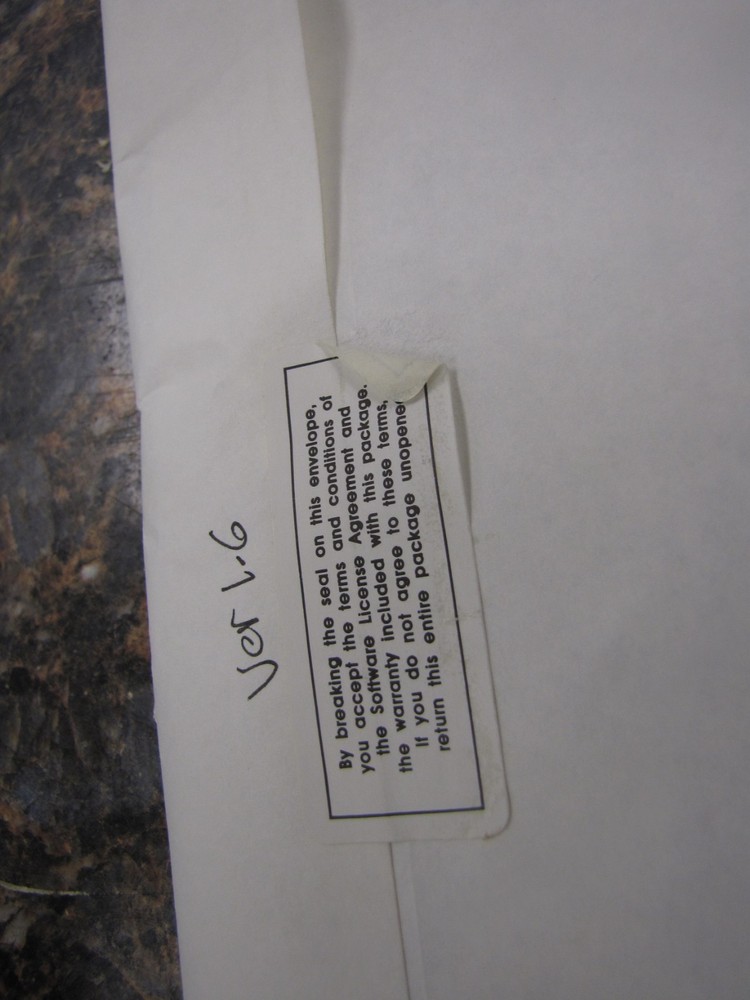 Ver 1.6
By breaking the seal on this envelope,
you accept the terms and conditions of
the Software License Agreement and
the warranty included with this package.
If you do not agree to these terms,
return this entire package unopene